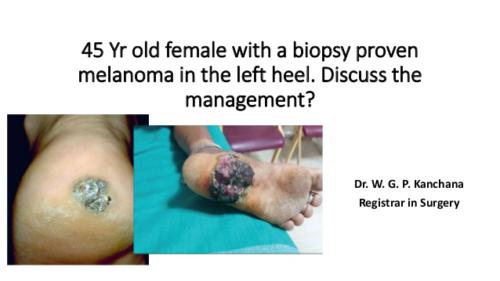 45 Yr old female with a biopsy proven
melanoma in the left heel. Discuss the
management?
Dr. W. G. P. Kanchana
Registrar in Surgery